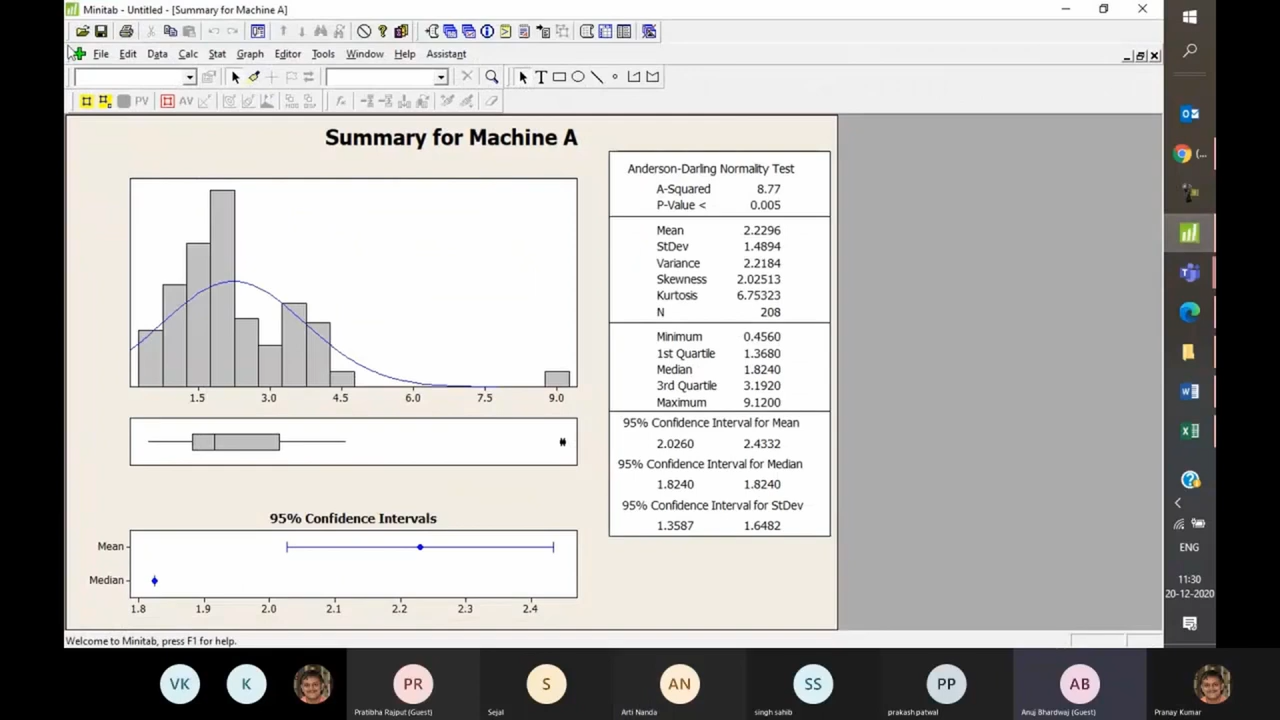 Minitab - Untitled - [Summary for Machine A]
File Edit Data Calc Stat Graph Editor Tools Window Help Assistant
PV AV
Summary for Machine A
1.5 3.0 4.5 6.0 7.5 9.0
95% Confidence Intervals
Mean
Median
1.8 1.9 2.0 2.1 2.2 2.3 2.4
Anderson-Darling Normality Test
A-Squared 8.77
P-Value < 0.005
Mean 2.2296
StDev 1.4894
Variance 2.2184
Skewness 2.02513
Kurtosis 6.75323
N 208
Minimum 0.4560
1st Quartile 1.3680
Median 1.8240
3rd Quartile 3.1920
Maximum 9.1200
95% Confidence Interval for Mean
2.0260 2.4332
95% Confidence Interval for Median
1.8240 1.8240
95% Confidence Interval for StDev
1.3587 1.6482
Welcome to Minitab, press F1 for help.
ENG
11:30
20-12-2020
VK K PR S AN SS PP AB
Pratibha Rajput (Guest) Sejal Arti Nanda singh sahib prakash patwal Anuj Bhardwaj (Guest) Pranay Kumar